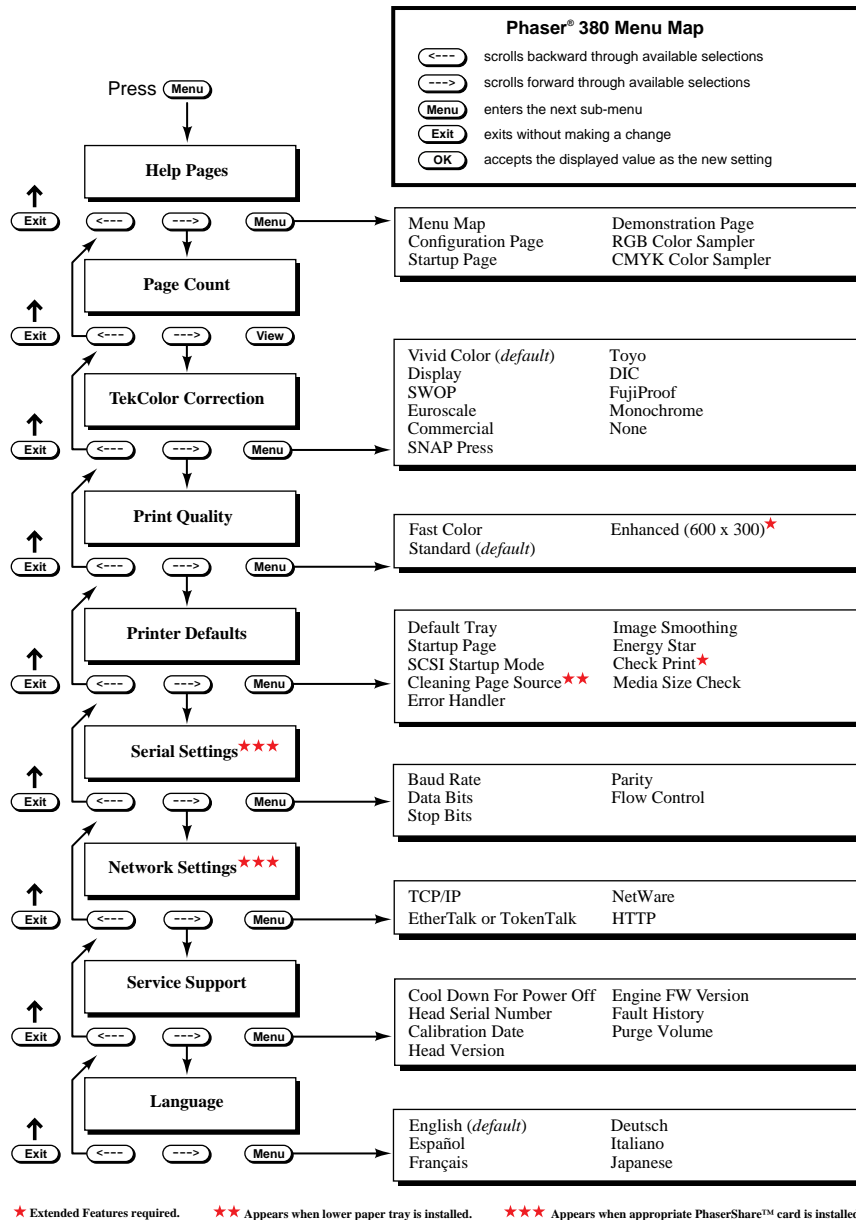 Phaser® 380 Menu Map
<--- scrolls backward through available selections
---> scrolls forward through available selections
Menu enters the next sub-menu
Exit exits without making a change
OK accepts the displayed value as the new setting
Press Menu
Help Pages
Exit <--- ---> Menu
Menu Map Demonstration Page
Configuration Page RGB Color Sampler
Startup Page CMYK Color Sampler
Page Count
Exit <--- ---> View
TekColor Correction
Exit <--- ---> Menu
Vivid Color (default) Toyo
Display DIC
SWOP FujiProof
Euroscale Monochrome
Commercial None
SNAP Press
Print Quality
Exit <--- ---> Menu
Fast Color Enhanced (600 x 300)★
Standard (default)
Printer Defaults
Exit <--- ---> Menu
Default Tray Image Smoothing
Startup Page Energy Star
SCSI Startup Mode Check Print★
Cleaning Page Source★★ Media Size Check
Error Handler
Serial Settings★★★
Exit <--- ---> Menu
Baud Rate Parity
Data Bits Flow Control
Stop Bits
Network Settings★★★
Exit <--- ---> Menu
TCP/IP NetWare
EtherTalk or TokenTalk HTTP
Service Support
Exit <--- ---> Menu
Cool Down For Power Off Engine FW Version
Head Serial Number Fault History
Calibration Date Purge Volume
Head Version
Language
Exit <--- ---> Menu
English (default) Deutsch
Español Italiano
Français Japanese
★ Extended Features required. ★★ Appears when lower paper tray is installed. ★★★ Appears when appropriate PhaserShare™ card is installed